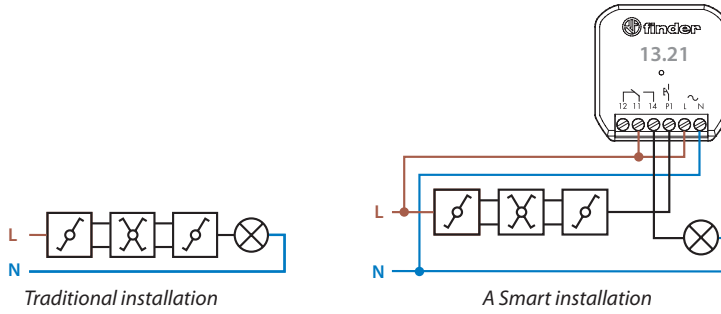 finder
13.21
12 11 14 P1 L N
L
N
Traditional installation
L
N
A Smart installation